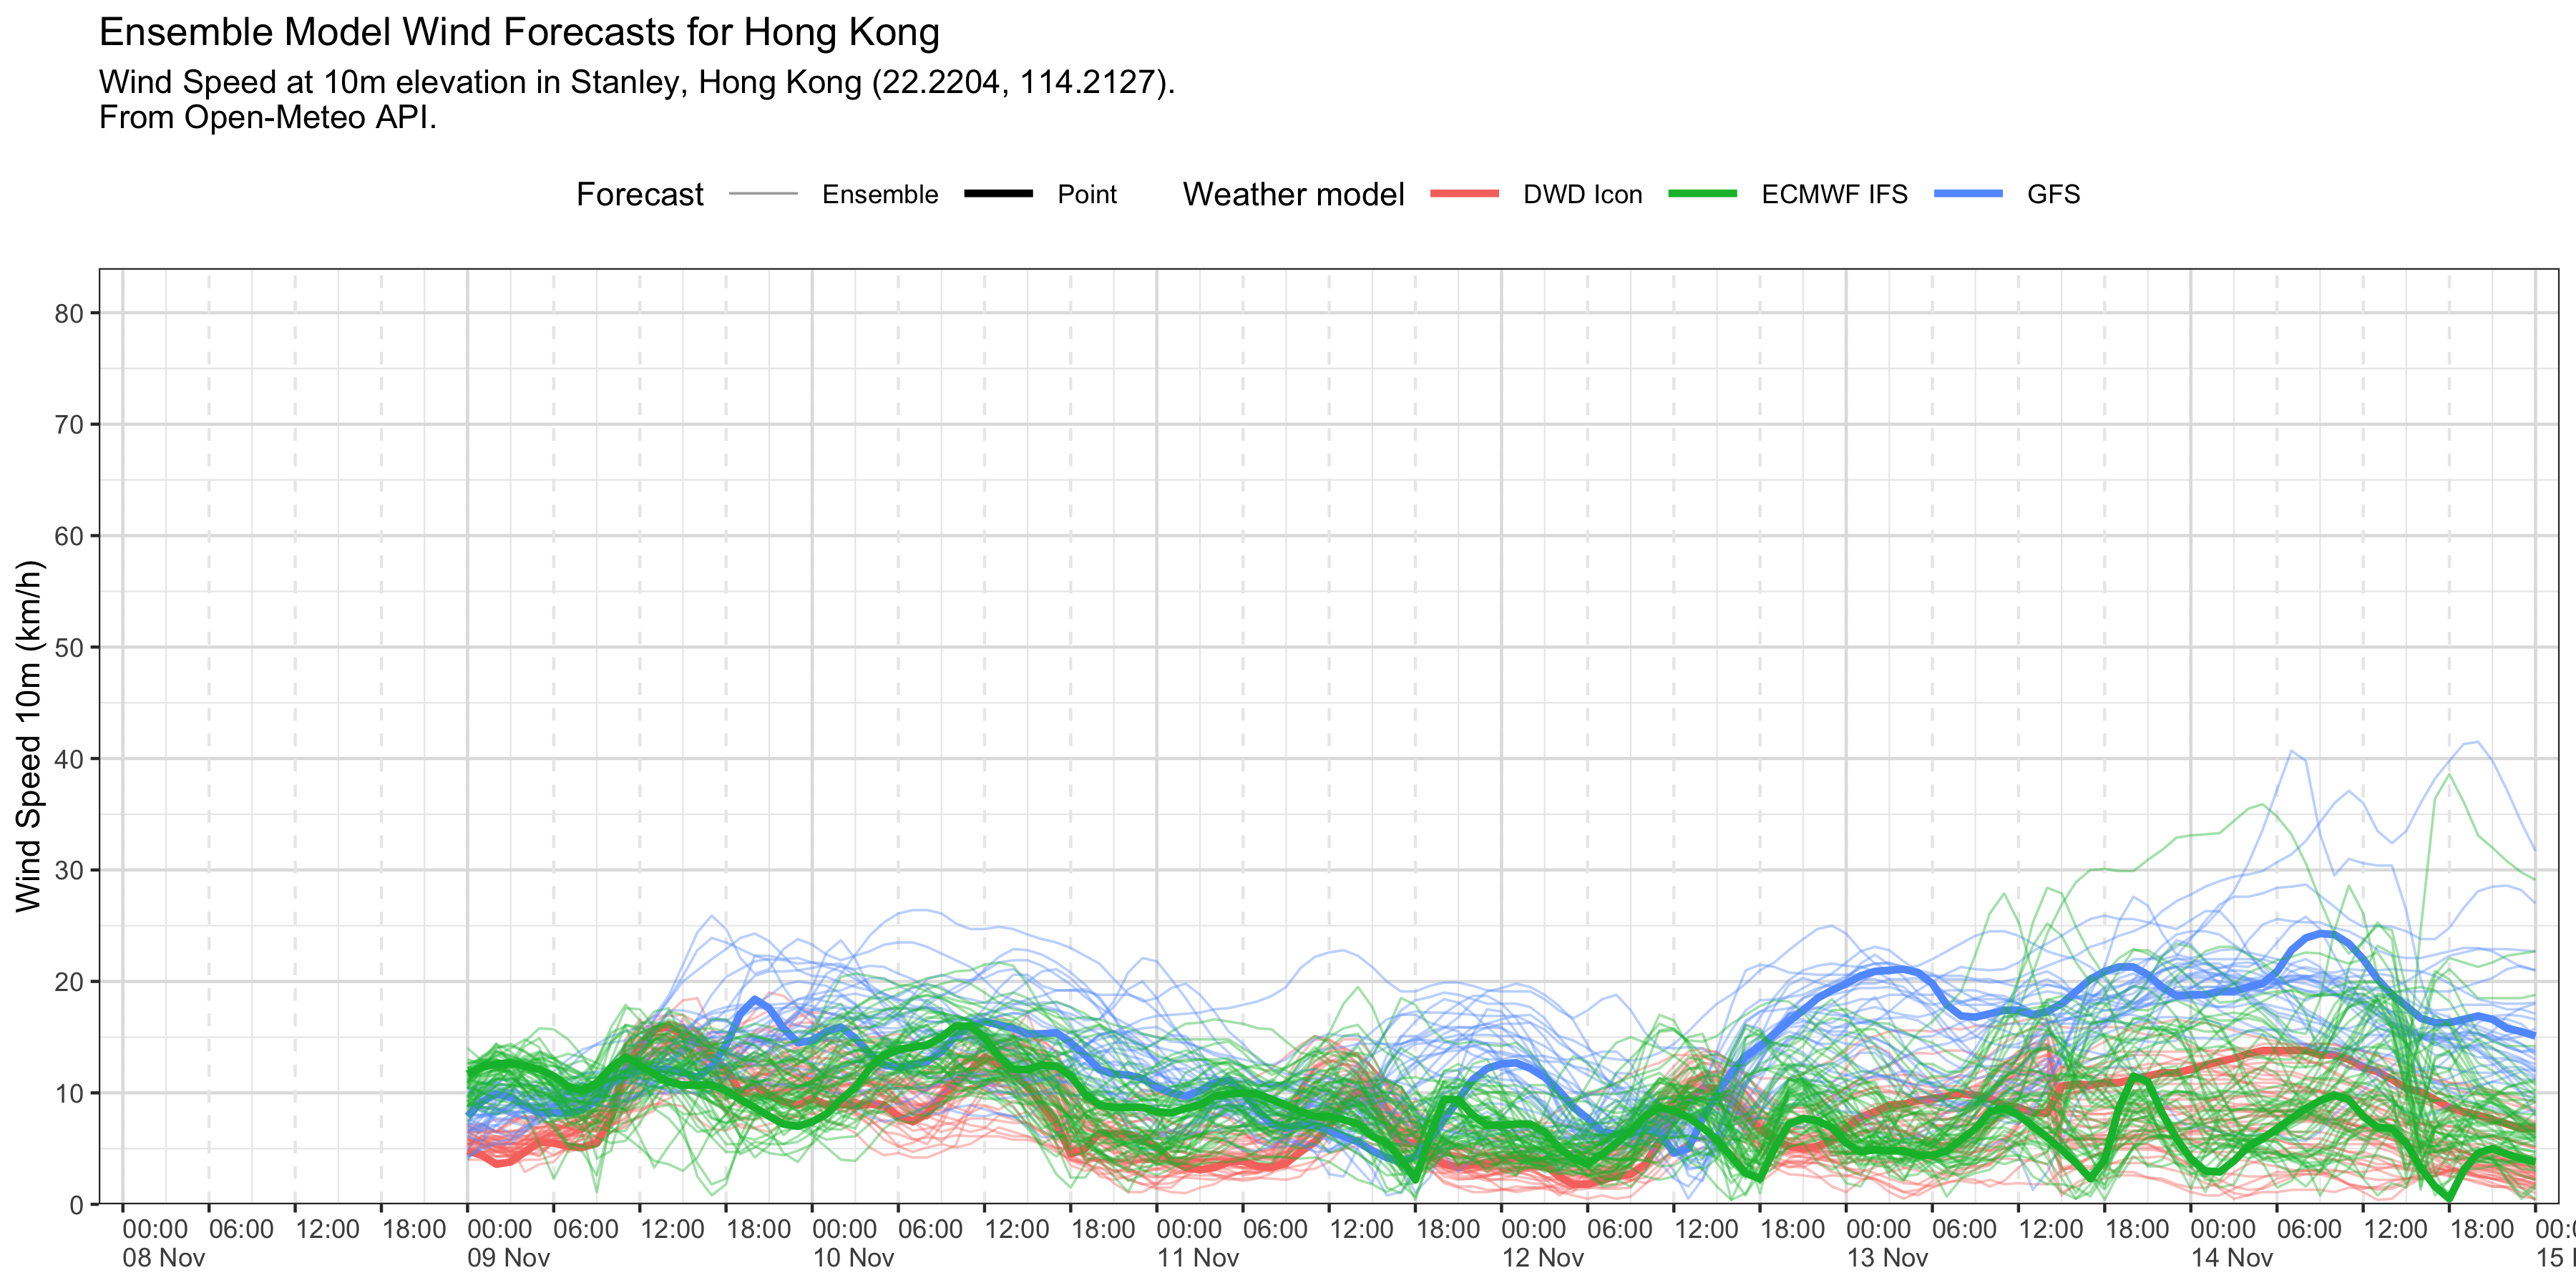 Ensemble Model Wind Forecasts for Hong Kong
Wind Speed at 10m elevation in Stanley, Hong Kong (22.2204, 114.2127).
From Open-Meteo API.
Forecast Ensemble Point Weather model DWD Icon ECMWF IFS GFS
Wind Speed 10m (km/h)
80
70
60
50
40
30
20
10
0
00:00 06:00 12:00 18:00 00:00 06:00 12:00 18:00 00:00 06:00 12:00 18:00 00:00 06:00 12:00 18:00 00:00 06:00 12:00 18:00 00:00 06:00 12:00 18:00 00:00 06:00 12:00 18:00 00:0
08 Nov 09 Nov 10 Nov 11 Nov 12 Nov 13 Nov 14 Nov 15